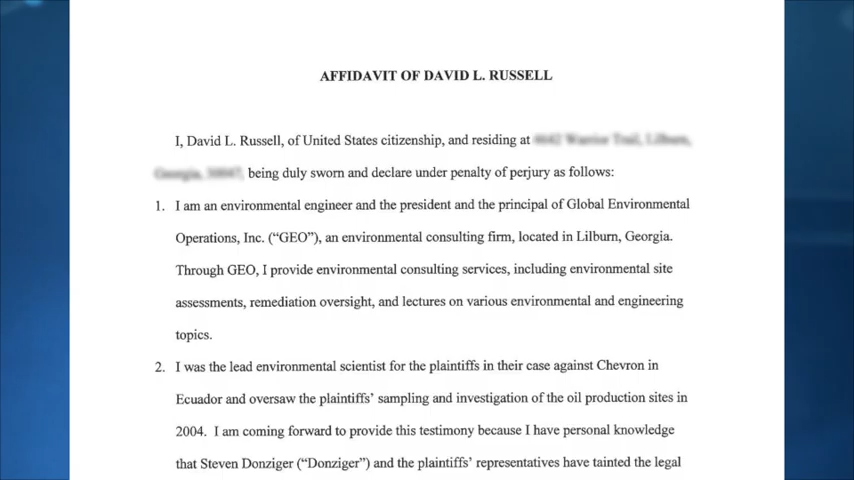 AFFIDAVIT OF DAVID L. RUSSELL
I, David L. Russell, of United States citizenship, and residing at
being duly sworn and declare under penalty of perjury as follows:
1. I am an environmental engineer and the president and the principal of Global Environmental
Operations, Inc. (“GEO”), an environmental consulting firm, located in Lilburn, Georgia.
Through GEO, I provide environmental consulting services, including environmental site
assessments, remediation oversight, and lectures on various environmental and engineering
topics.
2. I was the lead environmental scientist for the plaintiffs in their case against Chevron in
Ecuador and oversaw the plaintiffs’ sampling and investigation of the oil production sites in
2004. I am coming forward to provide this testimony because I have personal knowledge
that Steven Donziger (“Donziger”) and the plaintiffs’ representatives have tainted the legal